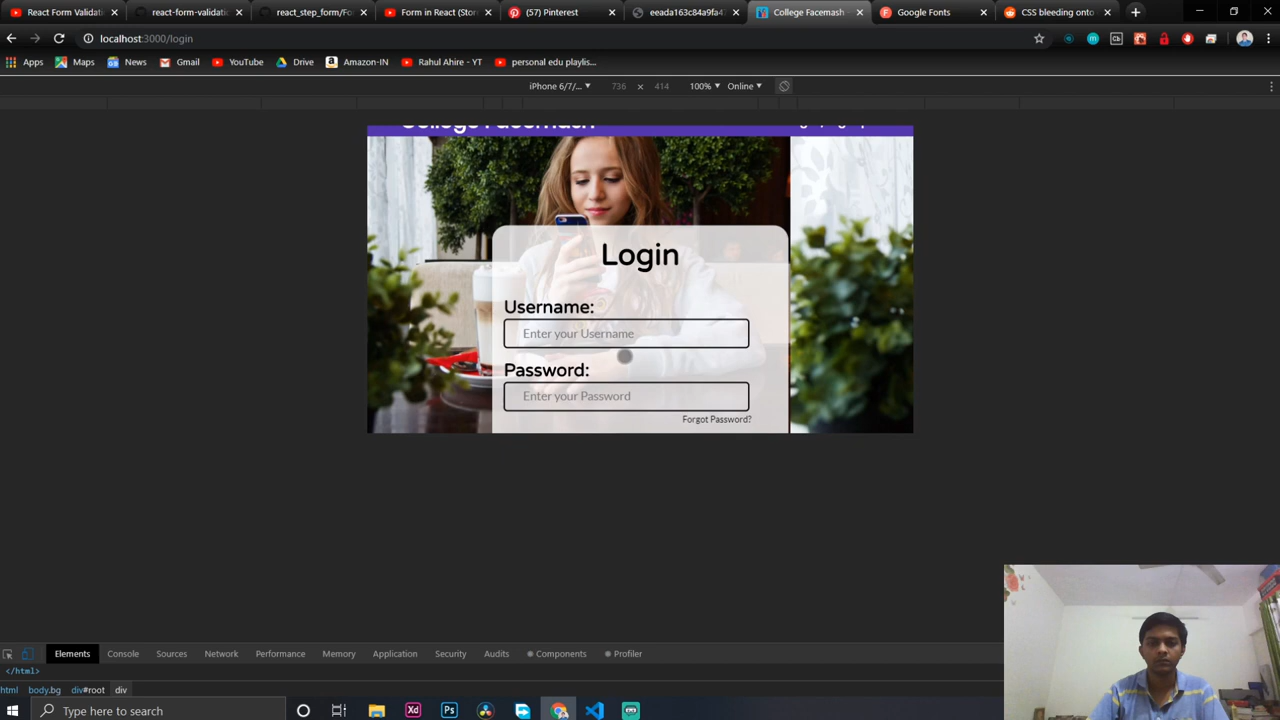 React Form Validati
react-form-validati
react_step_form/Fo
Form in React (Stor
(57) Pinterest
eeada163c84a9fa4
College Facemash
Google Fonts
CSS bleeding onto
localhost:3000/login
Apps
Maps
News
Gmail
YouTube
Drive
Amazon-IN
Rahul Ahire - YT
personal edu playlis...
iPhone 6/7/...
736 × 414
100%
Online
College Facemash
Login
Username:
Enter your Username
Password:
Enter your Password
Forgot Password?
Elements
Console
Sources
Network
Performance
Memory
Application
Security
Audits
Components
Profiler
</html>
html
body.bg
div#root
div
Type here to search